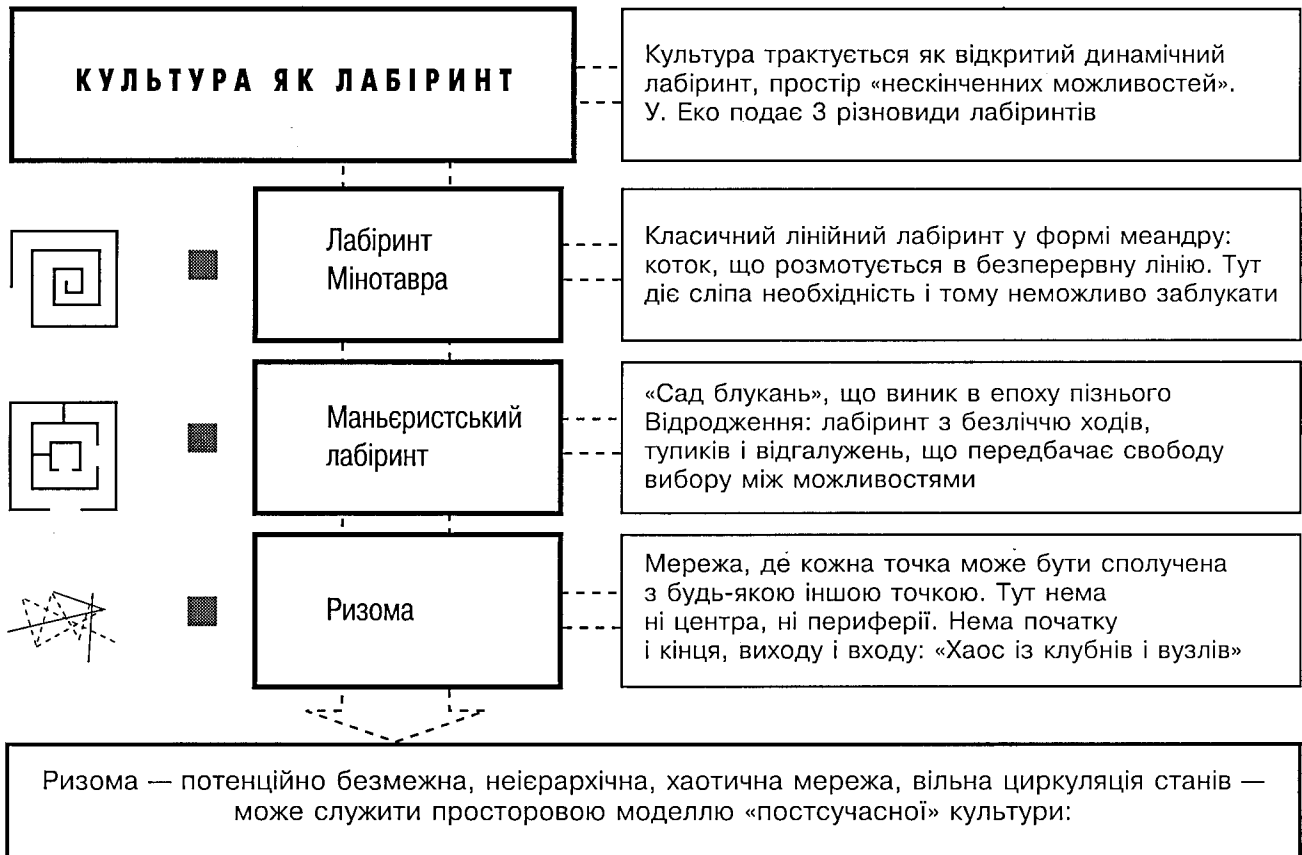 КУЛЬТУРА ЯК ЛАБІРИНТ
Культура трактується як відкритий динамічний
лабіринт, простір «нескінченних можливостей».
У. Еко подає 3 різновиди лабіринтів
Лабіринт
Мінотавра
Класичний лінійний лабіринт у формі меандру:
коток, що розмотується в безперервну лінію. Тут
діє сліпа необхідність і тому неможливо заблукати
Маньєристський
лабіринт
«Сад блукань», що виник в епоху пізнього
Відродження: лабіринт з безліччю ходів,
тупиків і відгалужень, що передбачає свободу
вибору між можливостями
Ризома
Мережа, де кожна точка може бути сполучена
з будь-якою іншою точкою. Тут нема
ні центра, ні периферії. Нема початку
і кінця, виходу і входу: «Хаос із клубнів і вузлів»
Ризома — потенційно безмежна, неієрархічна, хаотична мережа, вільна циркуляція станів —
може служити просторовою моделлю «постсучасної» культури: